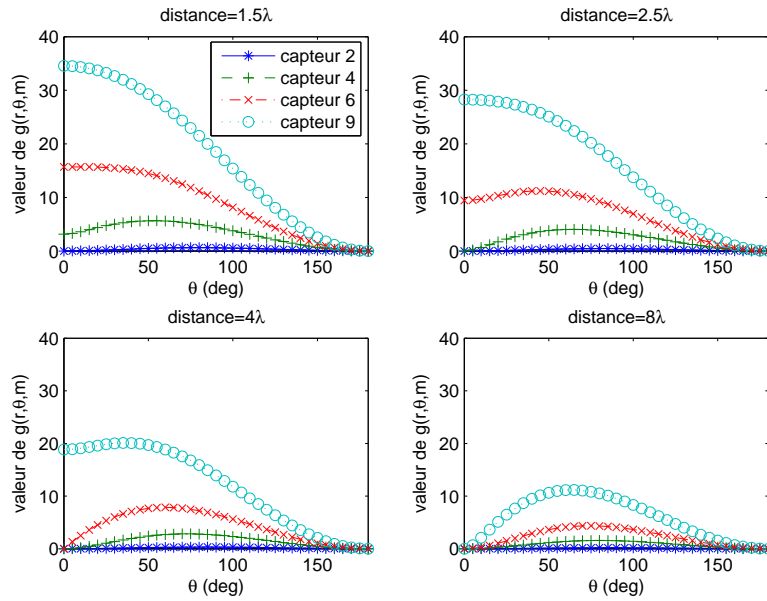 distance=1.5λ
40
30
20
10
0
valeur de g(r,θ,m)
capteur 2
capteur 4
capteur 6
capteur 9
0 50 100 150
θ (deg)
distance=2.5λ
40
30
20
10
0
valeur de g(r,θ,m)
0 50 100 150
θ (deg)
distance=4λ
40
30
20
10
0
valeur de g(r,θ,m)
0 50 100 150
θ (deg)
distance=8λ
40
30
20
10
0
valeur de g(r,θ,m)
0 50 100 150
θ (deg)